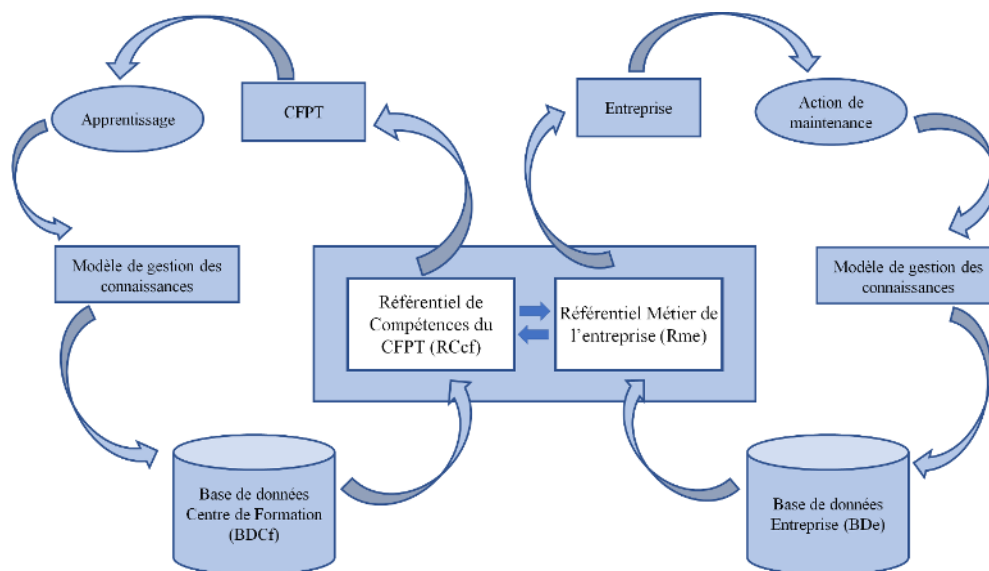 CFPT
Entreprise
Apprentissage
Action de
maintenance
Modèle de gestion des
connaissances
Modèle de gestion des
connaissances
Référentiel de
Compétences du
CFPT (RCcf)
Référentiel Métier de
l’entreprise (Rme)
Base de données
Centre de Formation
(BDCf)
Base de données
Entreprise (BDe)